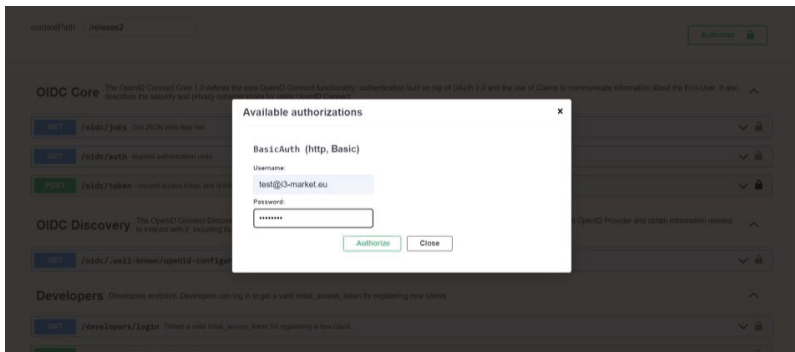 contextPath /release2
Authorize
OIDC Core The OpenID Connect Core 1.0 defines the core OpenID Connect functionality: authentication built on top of OAuth 2.0 and the use of Claims to communicate information about the End-User. It also
describes the security and privacy considerations for using OpenID Connect.
Available authorizations x
GET /oidc/jwks Get JSON Web Key Set
BasicAuth (http, Basic)
GET /oidc/auth request authorization code
Username:
test@i3-market.eu
POST /oidc/token request access token and id
Password:
••••••••
OIDC Discovery The OpenID Connect Discov OpenID Provider and obtain information needed
to interact with it, including its
Authorize Close
GET /oidc/.well-known/openid-configur
Developers Developers endpoint. Developers can log in to get a valid initial_access_token for registering new clients
GET /developers/login Obtain a valid initial_access_token for registering a new client.